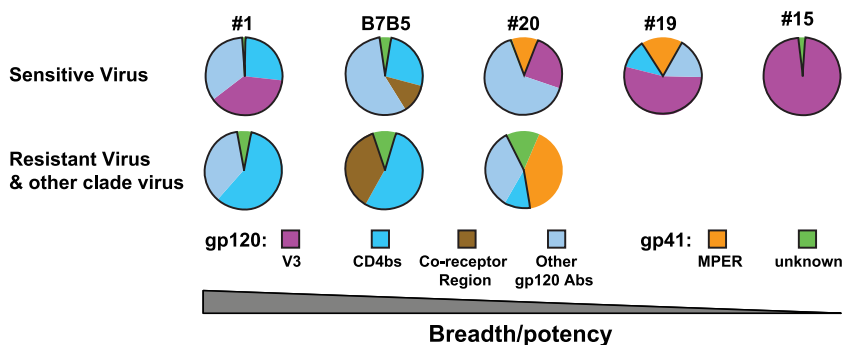 #1 B7B5 #20 #19 #15
Sensitive Virus
Resistant Virus
& other clade virus
gp120: gp41:
V3 CD4bs Co-receptor Other MPER unknown
Region gp120 Abs
Breadth/potency